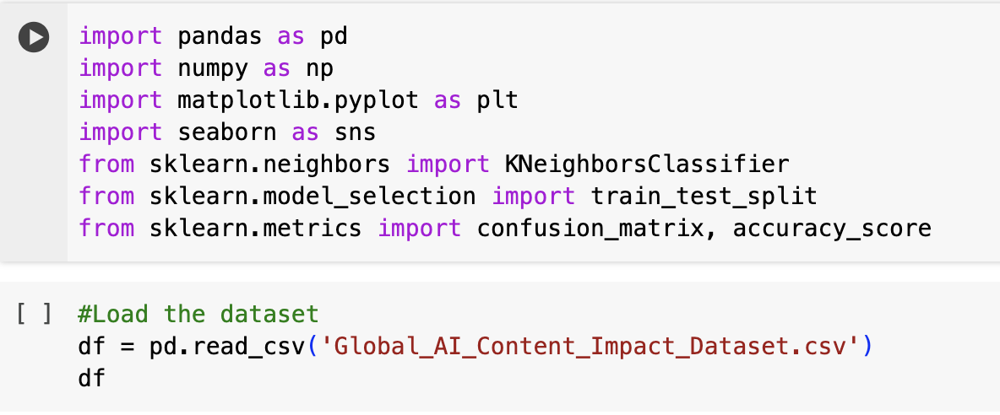 import pandas as pd
import numpy as np
import matplotlib.pyplot as plt
import seaborn as sns
from sklearn.neighbors import KNeighborsClassifier
from sklearn.model_selection import train_test_split
from sklearn.metrics import confusion_matrix, accuracy_score
[ ] #Load the dataset
df = pd.read_csv('Global_AI_Content_Impact_Dataset.csv')
df